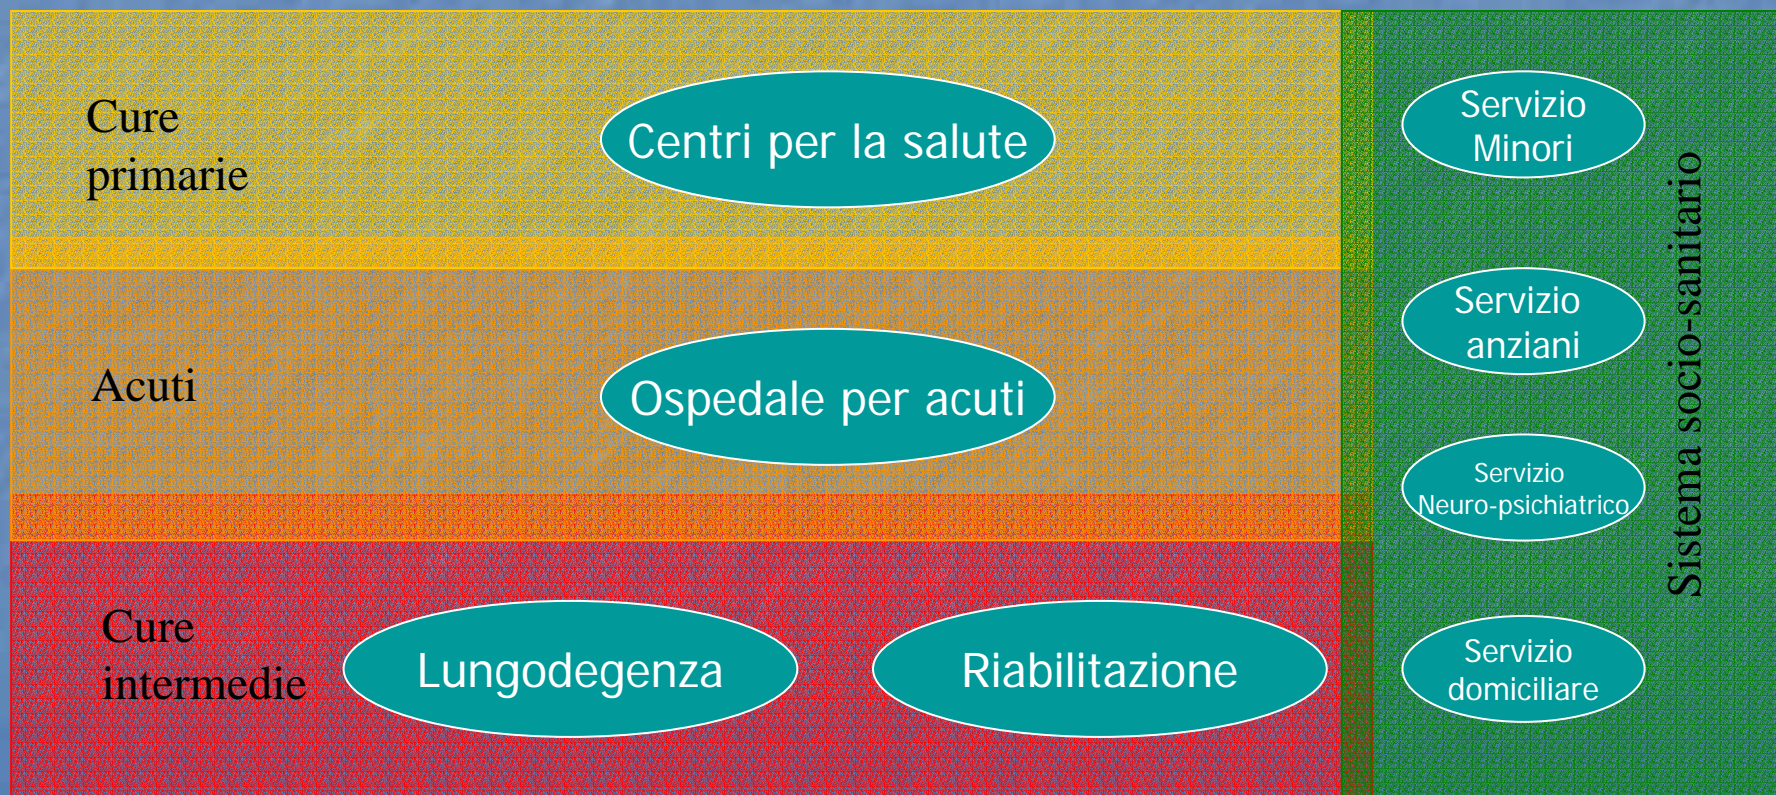 Cure
primarie
Centri per la salute
Acuti
Ospedale per acuti
Cure
intermedie
Lungodegenza
Riabilitazione
Servizio
Minori
Servizio
anziani
Servizio
Neuro-psichiatrico
Servizio
domiciliare
Sistema socio-sanitario